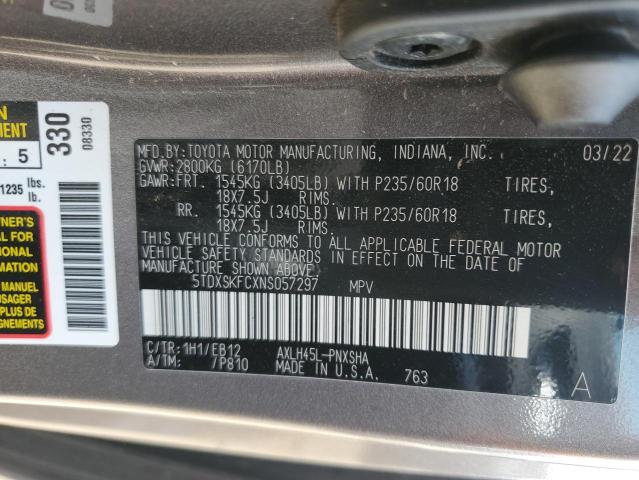 MFD.BY:TOYOTA MOTOR MANUFACTURING, INDIANA, INC. 03/22
GVWR:2800KG (6170LB)
GAWR:FRT. 1545KG (3405LB) WITH P235/60R18 TIRES,
18X7.5J RIMS.
RR. 1545KG (3405LB) WITH P235/60R18 TIRES,
18X7.5J RIMS.
THIS VEHICLE CONFORMS TO ALL APPLICABLE FEDERAL MOTOR
VEHICLE SAFETY STANDARDS IN EFFECT ON THE DATE OF
MANUFACTURE SHOWN ABOVE.
5TDXSKFCXNS057297 MPV
C/TR:1H1/EB12 AXLH45L-PNXSHA
A/TM: /P810 MADE IN U.S.A. 763
A
330
08330
5
1235 lbs.
lb.
MANUEL